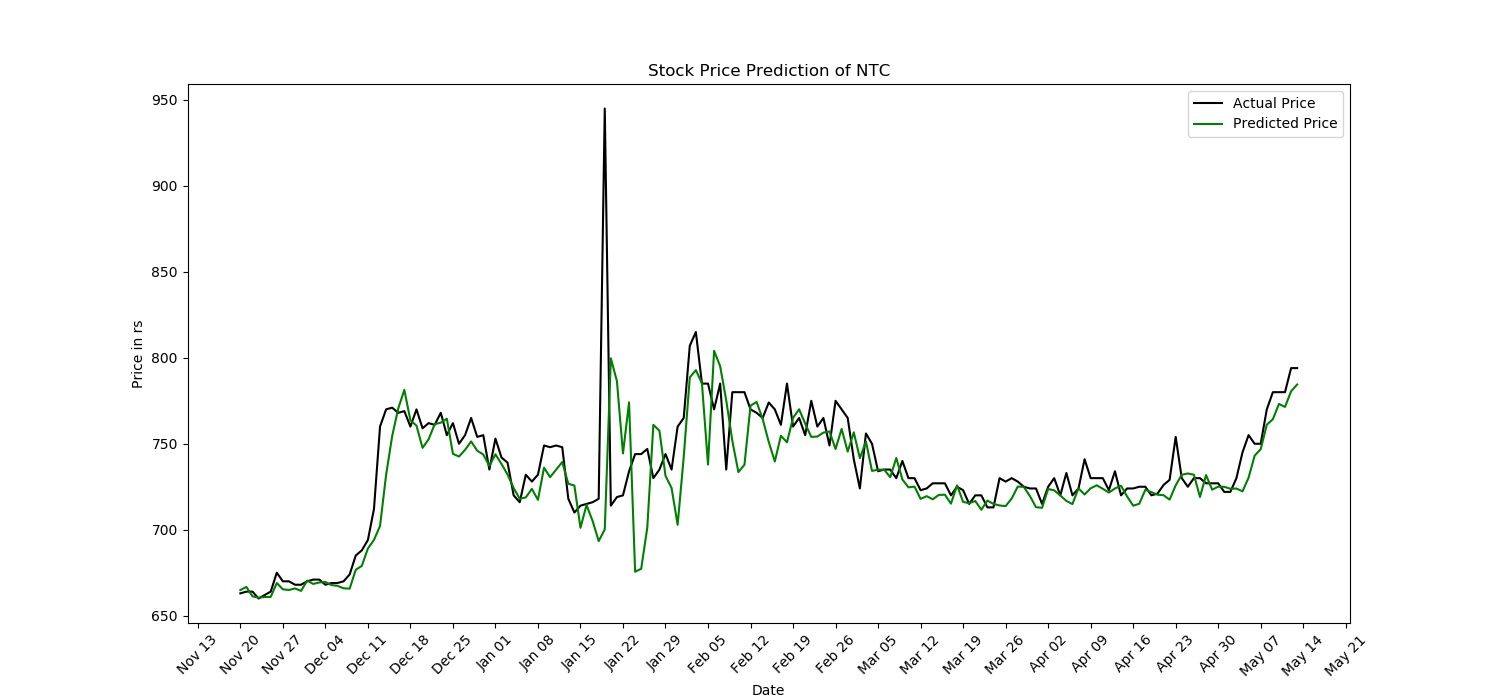 Stock Price Prediction of NTC
Actual Price
Predicted Price
Price in rs
950
900
850
800
750
700
650
Nov 13
Nov 20
Nov 27
Dec 04
Dec 11
Dec 18
Dec 25
Jan 01
Jan 08
Jan 15
Jan 22
Jan 29
Feb 05
Feb 12
Feb 19
Feb 26
Mar 05
Mar 12
Mar 19
Mar 26
Apr 02
Apr 09
Apr 16
Apr 23
Apr 30
May 07
May 14
May 21
Date